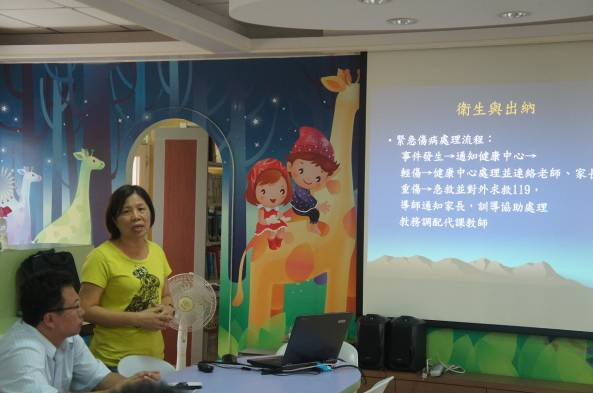 衛生與出納
•緊急傷病處理流程：
事件發生→通知健康中心→
輕傷→健康中心處理並連絡老師、家長
重傷→急救並對外求救119，
導師通知家長，訓導協助處理
教務調配代課教師